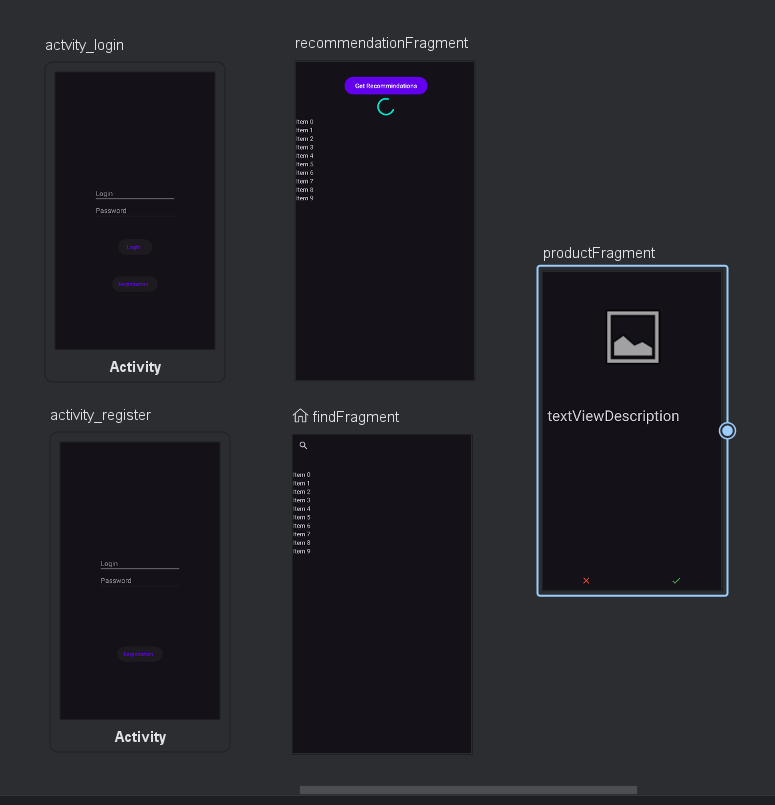 actvity_login
Login
Password
Login
Registration
Activity
recommendationFragment
Get Recommindations
Item 0
Item 1
Item 2
Item 3
Item 4
Item 5
Item 6
Item 7
Item 8
Item 9
productFragment
textViewDescription
activity_register
Login
Password
Registration
Activity
findFragment
Item 0
Item 1
Item 2
Item 3
Item 4
Item 5
Item 6
Item 7
Item 8
Item 9